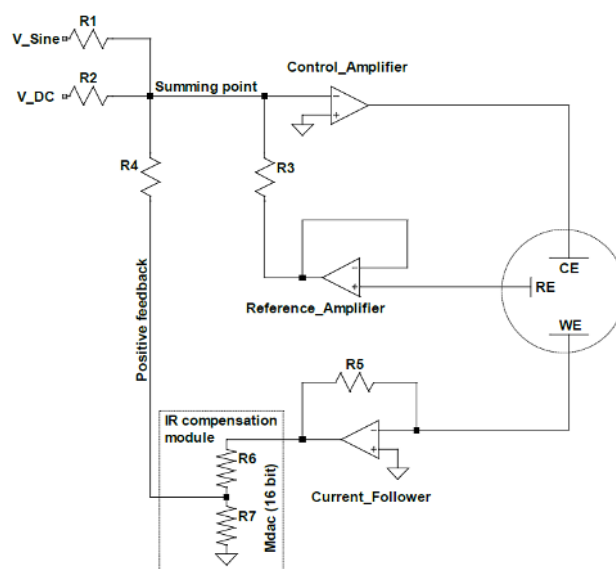 R1
V_Sine
R2
V_DC
Summing point
Control_Amplifier
R4
R3
CE
RE
Reference_Amplifier
WE
Positive feedback
R5
IR compensation
module
R6
Mdac (16 bit)
R7
Current_Follower